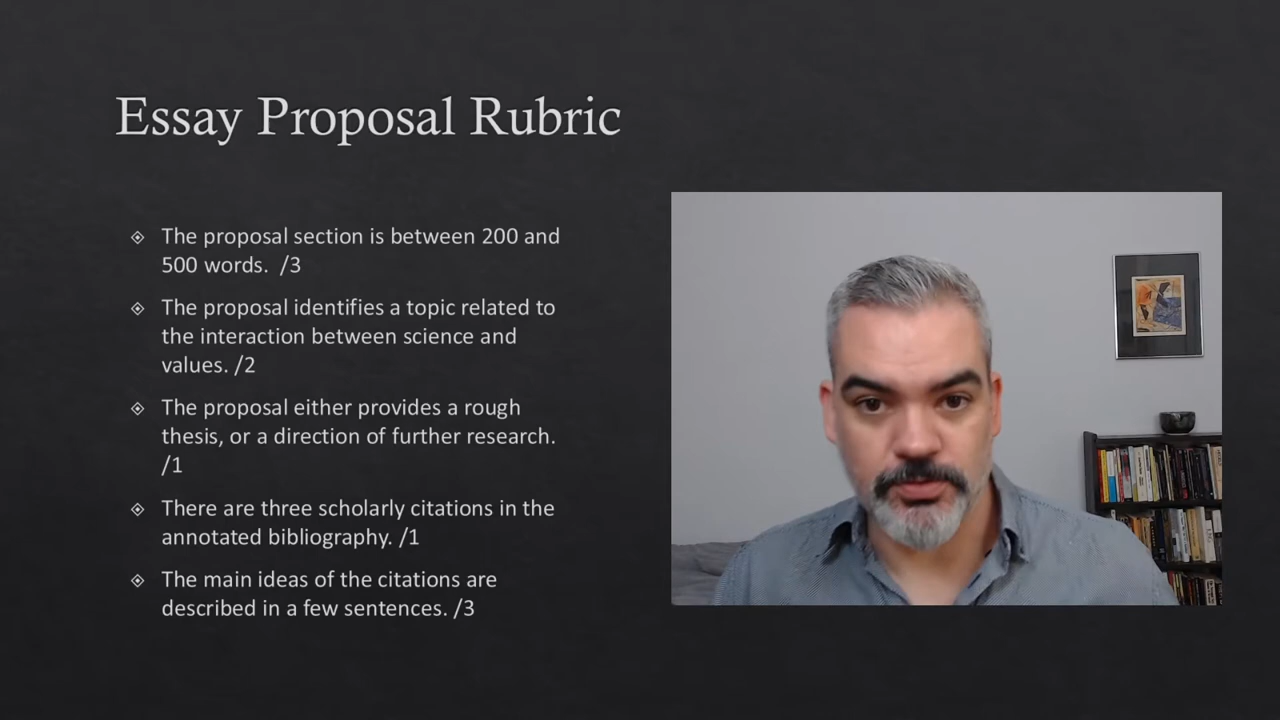 Essay Proposal Rubric
The proposal section is between 200 and
500 words.  /3
The proposal identifies a topic related to
the interaction between science and
values. /2
The proposal either provides a rough
thesis, or a direction of further research.
/1
There are three scholarly citations in the
annotated bibliography. /1
The main ideas of the citations are
described in a few sentences. /3